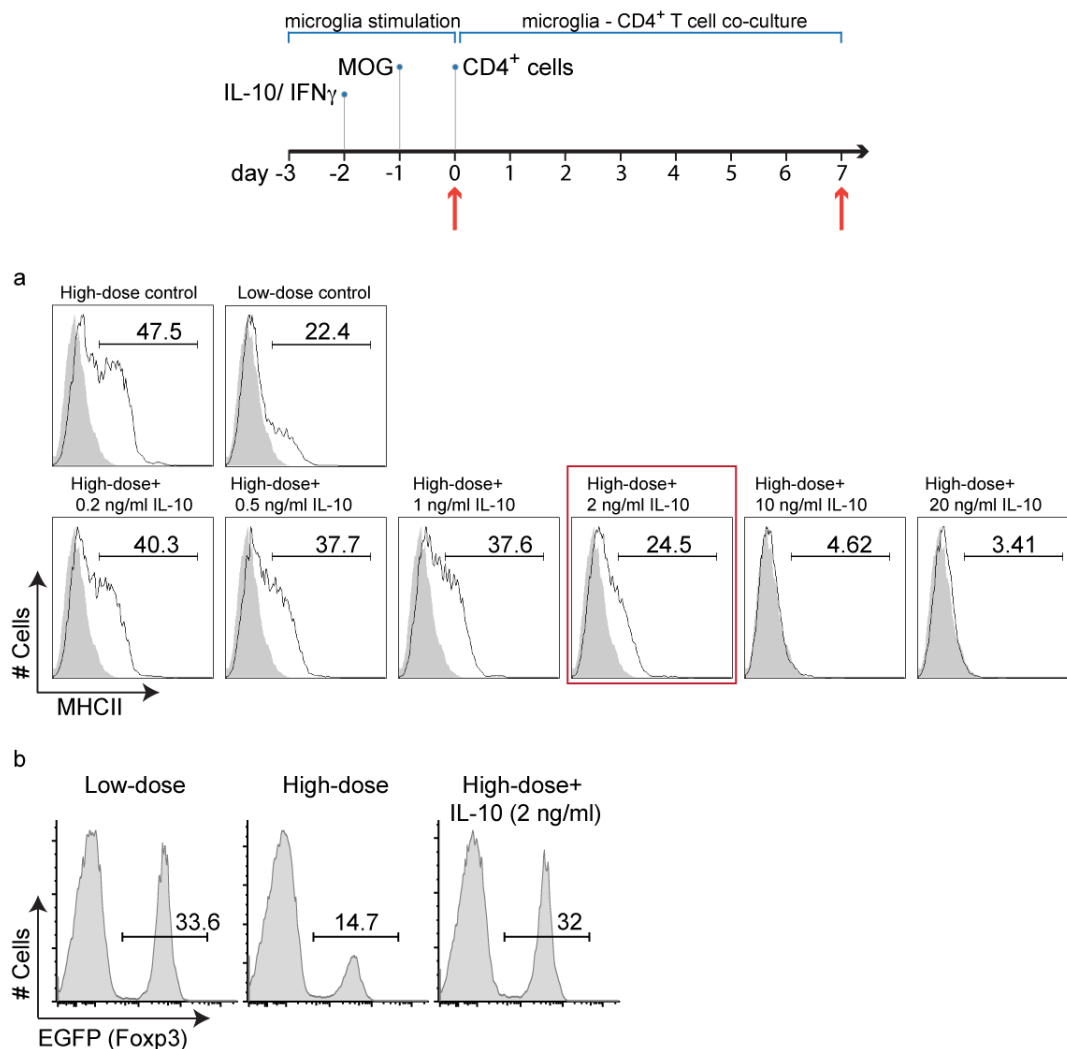 microglia stimulation microglia - CD4⁺ T cell co-culture
MOG CD4⁺ cells
IL-10/ IFNγ
day -3 -2 -1 0 1 2 3 4 5 6 7
a
High-dose control Low-dose control
47.5 22.4
High-dose+ High-dose+ High-dose+ High-dose+ High-dose+ High-dose+
0.2 ng/ml IL-10 0.5 ng/ml IL-10 1 ng/ml IL-10 2 ng/ml IL-10 10 ng/ml IL-10 20 ng/ml IL-10
40.3 37.7 37.6 24.5 4.62 3.41
# Cells
MHCII
b
Low-dose High-dose High-dose+
IL-10 (2 ng/ml)
33.6 14.7 32
# Cells
EGFP (Foxp3)